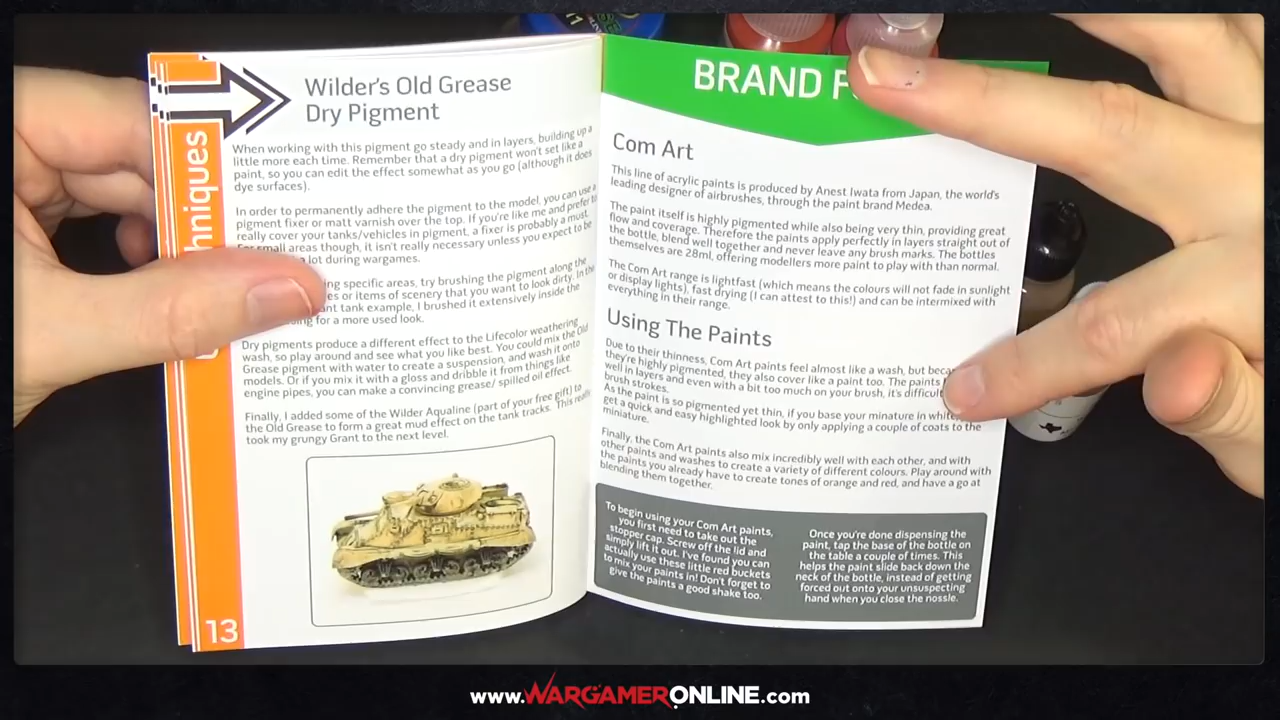 hniques
Wilder's Old Grease
Dry Pigment
When working with this pigment go steady and in layers, building up a
little more each time. Remember that a dry pigment won't set like a
paint, so you can edit the effect somewhat as you go (although it does
dye surfaces).
In order to permanently adhere the pigment to the model, you can use a
pigment fixer or matt varnish over the top. If you're like me and prefer to
really cover your tanks/vehicles in pigment, a fixer is probably a must.
For small areas though, it isn't really necessary unless you expect to be
a lot during wargames.
ing specific areas, try brushing the pigment along the
es or items of scenery that you want to look dirty. In the
ant tank example, I brushed it extensively inside the
ing for a more used look.
Dry pigments produce a different effect to the Lifecolor weathering
wash, so play around and see what you like best. You could mix the Old
Grease pigment with water to create a suspension, and wash it onto
models. Or if you mix it with a gloss and dribble it from things like
engine pipes, you can make a convincing grease/ spilled oil effect.
Finally, I added some of the Wilder Aqualine (part of your free gift) to
the Old Grease to form a great mud effect on the tank tracks. This really
took my grungy Grant to the next level.
13
BRAND F
Com Art
This line of acrylic paints is produced by Anest Iwata from Japan, the world's
leading designer of airbrushes, through the paint brand Medea.
The paint itself is highly pigmented while also being very thin, providing great
flow and coverage. Therefore the paints apply perfectly in layers straight out of
the bottle, blend well together and never leave any brush marks. The bottles
themselves are 28ml, offering modellers more paint to play with than normal.
The Com Art range is lightfast (which means the colours will not fade in sunlight
or display lights), fast drying (I can attest to this!) and can be intermixed with
everything in their range.
Using The Paints
Due to their thinness, Com Art paints feel almost like a wash, but beca
they're highly pigmented, they also cover like a paint too. The paints
well in layers and even with a bit too much on your brush, it's difficult
brush strokes.
As the paint is so pigmented yet thin, if you base your minature in white,
get a quick and easy highlighted look by only applying a couple of coats to the
miniature.
Finally, the Com Art paints also mix incredibly well with each other, and with
other paints and washes to create a variety of different colours. Play around with
the paints you already have to create tones of orange and red, and have a go at
blending them together.
To begin using your Com Art paints,
you first need to take out the
stopper cap. Screw off the lid and
simply lift it out. I've found you can
actually use these little red buckets
to mix your paints in! Don't forget to
give the paints a good shake too.
Once you're done dispensing the
paint, tap the base of the bottle on
the table a couple of times. This
helps the paint slide back down the
neck of the bottle, instead of getting
forced out onto your unsuspecting
hand when you close the nossle.
www.WARGAMERONLINE.com